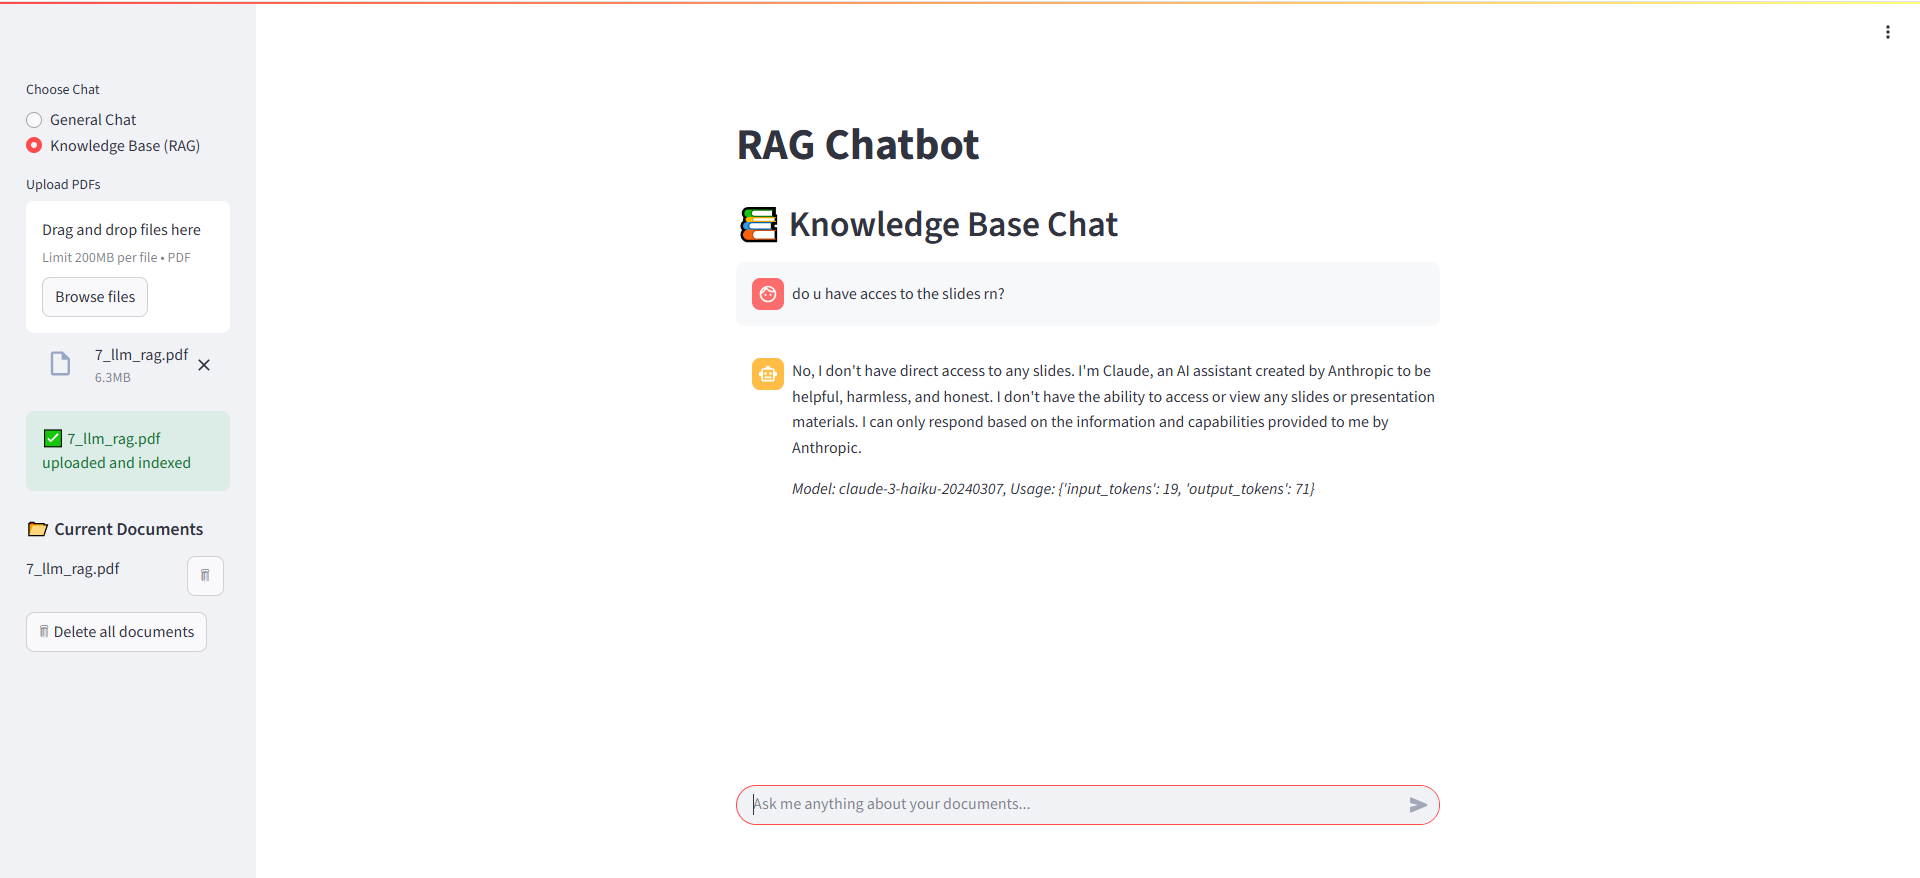 Choose Chat
General Chat
Knowledge Base (RAG)
Upload PDFs
Drag and drop files here
Limit 200MB per file • PDF
Browse files
7_llm_rag.pdf
6.3MB
✅ 7_llm_rag.pdf
uploaded and indexed
📂 Current Documents
7_llm_rag.pdf
Delete all documents
RAG Chatbot
📚 Knowledge Base Chat
do u have acces to the slides rn?
No, I don't have direct access to any slides. I'm Claude, an AI assistant created by Anthropic to be
helpful, harmless, and honest. I don't have the ability to access or view any slides or presentation
materials. I can only respond based on the information and capabilities provided to me by
Anthropic.
Model: claude-3-haiku-20240307, Usage: {'input_tokens': 19, 'output_tokens': 71}
Ask me anything about your documents...